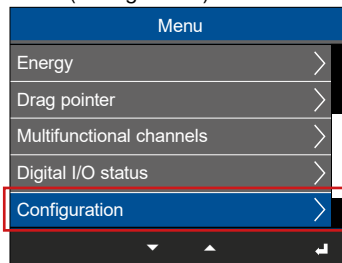 Menu
Energy
Drag pointer
Multifunctional channels
Digital I/O status
Configuration